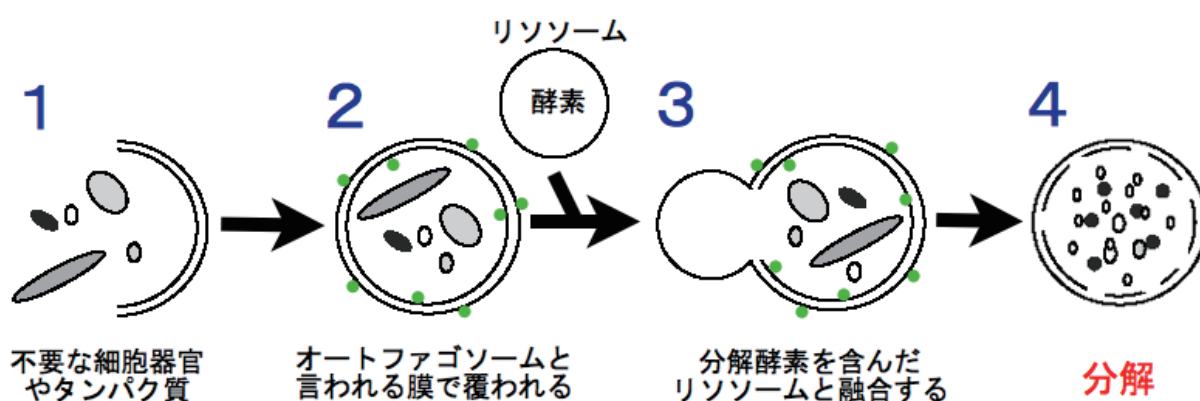 リソソーム
酵素
1
2
3
4
不要な細胞器官
やタンパク質
オートファゴソームと
言われる膜で覆われる
分解酵素を含んだ
リソソームと融合する
分解